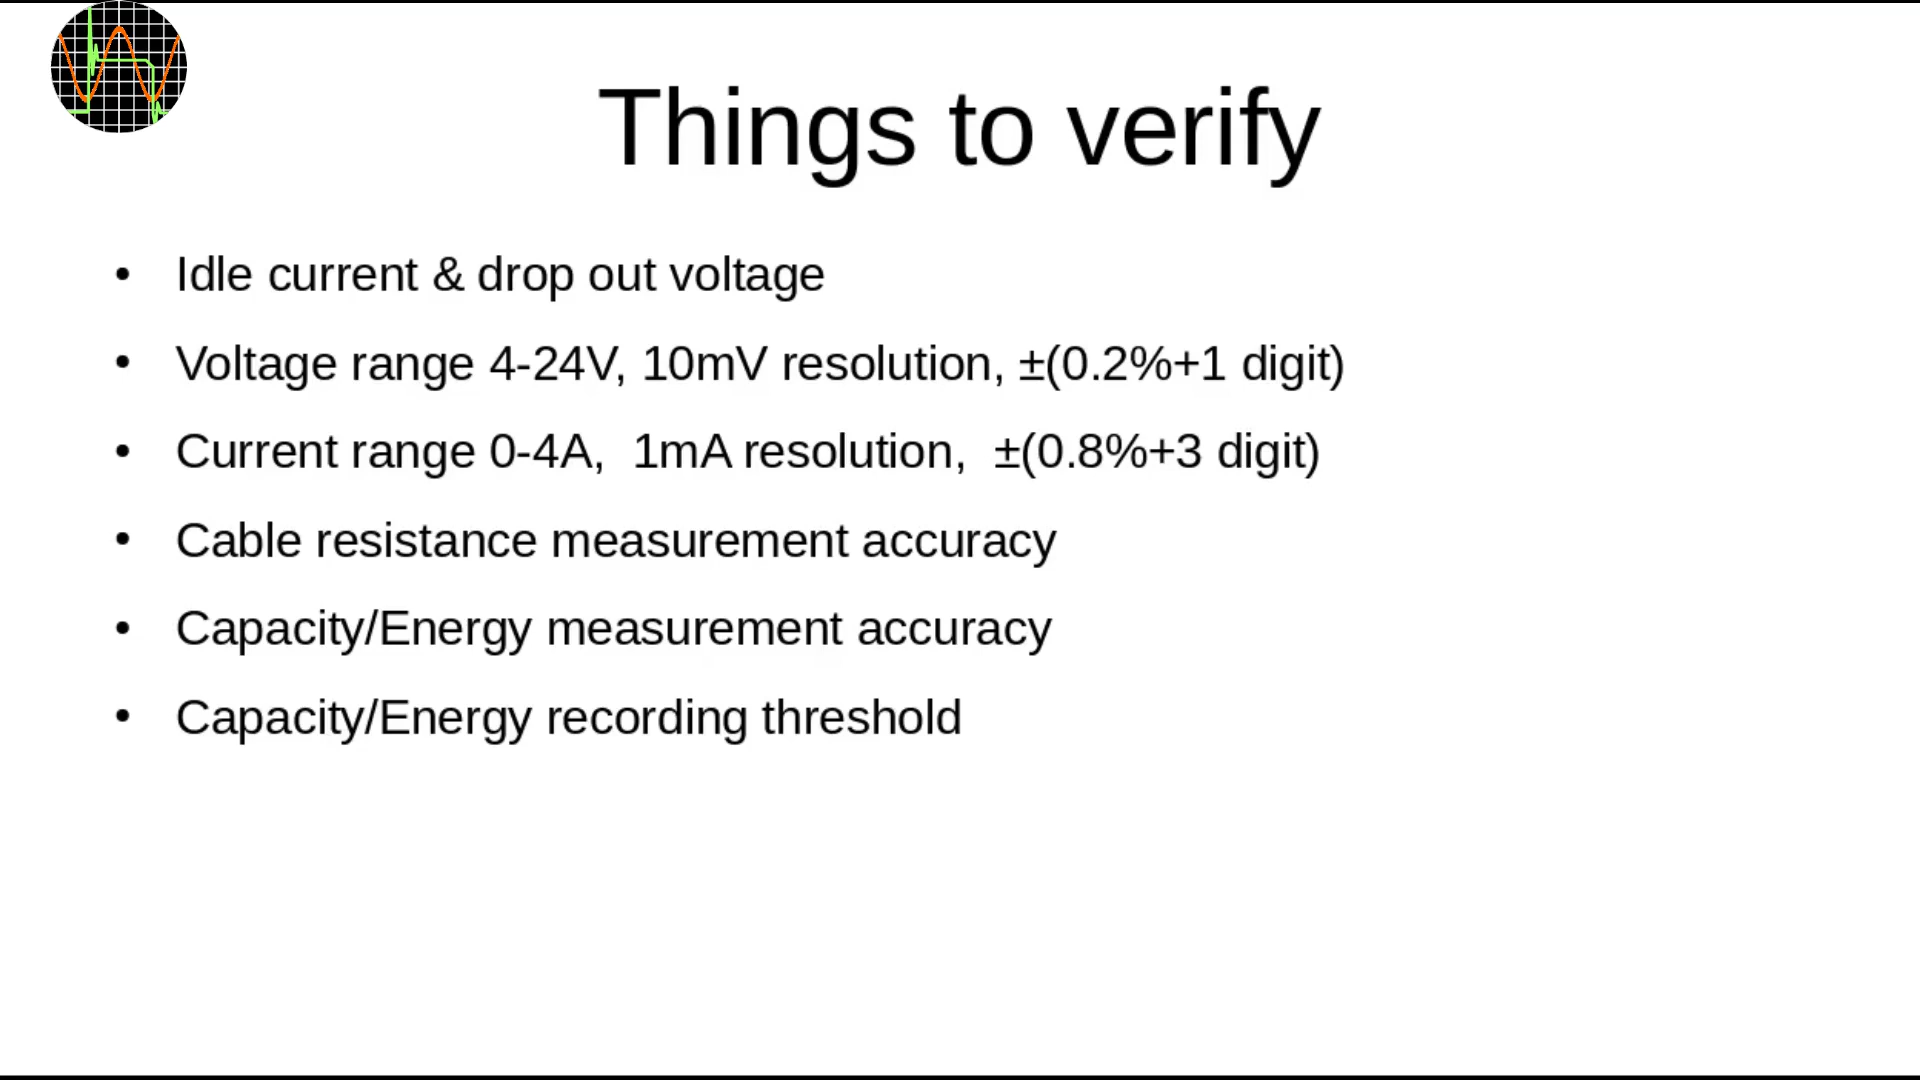 Things to verify
• Idle current & drop out voltage
• Voltage range 4-24V, 10mV resolution, ±(0.2%+1 digit)
• Current range 0-4A,  1mA resolution,  ±(0.8%+3 digit)
• Cable resistance measurement accuracy
• Capacity/Energy measurement accuracy
• Capacity/Energy recording threshold